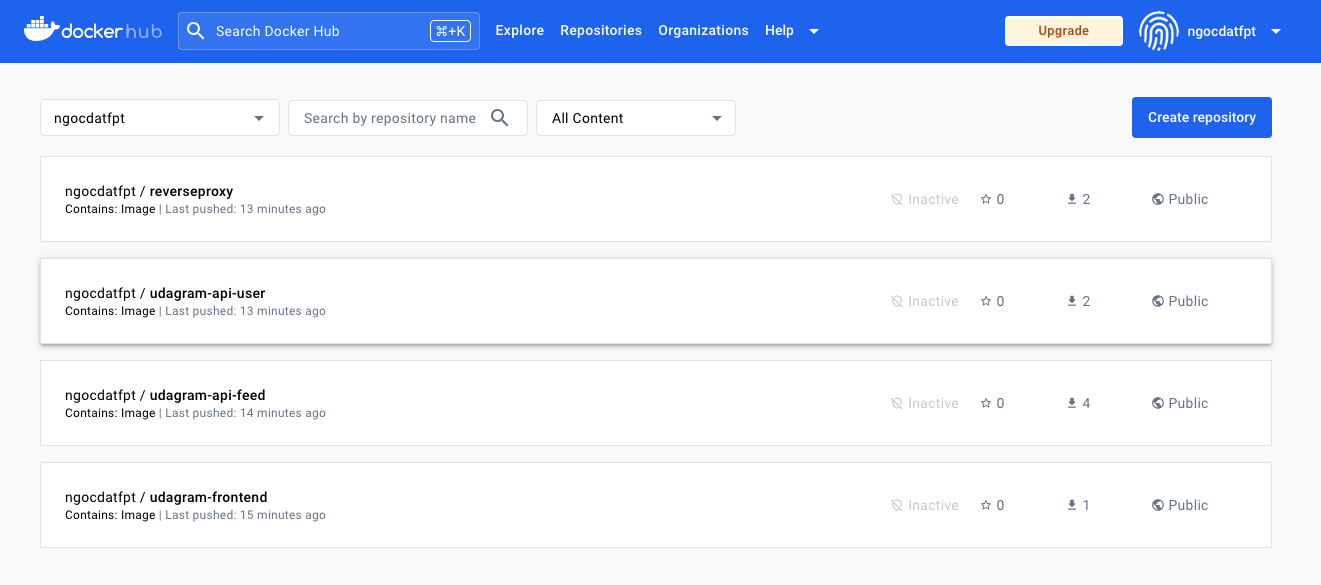 dockerhub Search Docker Hub ⌘+K Explore Repositories Organizations Help Upgrade ngocdatfpt
ngocdatfpt Search by repository name All Content Create repository
ngocdatfpt / reverseproxy
Contains: Image | Last pushed: 13 minutes ago
Inactive 0 2 Public
ngocdatfpt / udagram-api-user
Contains: Image | Last pushed: 13 minutes ago
Inactive 0 2 Public
ngocdatfpt / udagram-api-feed
Contains: Image | Last pushed: 14 minutes ago
Inactive 0 4 Public
ngocdatfpt / udagram-frontend
Contains: Image | Last pushed: 15 minutes ago
Inactive 0 1 Public